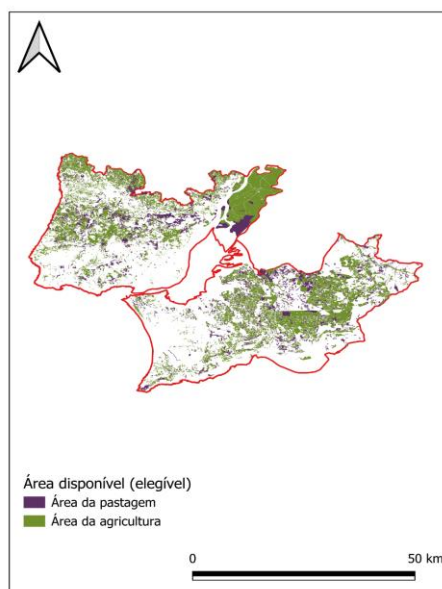 Área disponível (elegível)
Área da pastagem
Área da agricultura
0 50 km